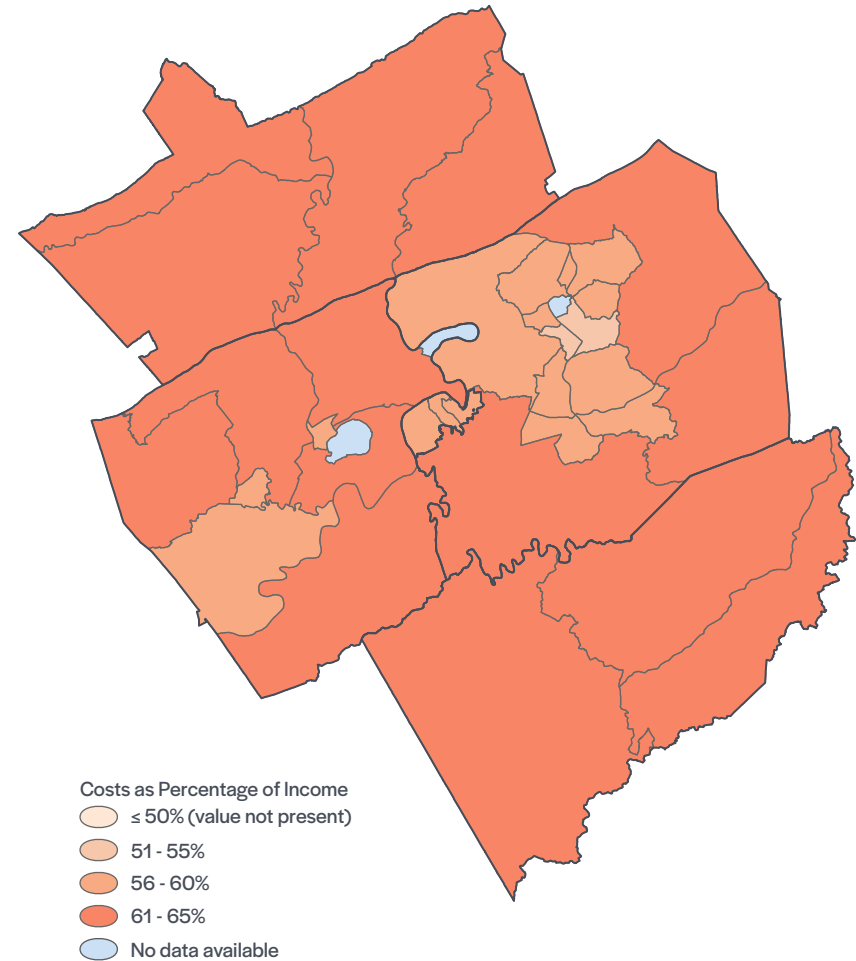 Costs as Percentage of Income
≤ 50% (value not present)
51 - 55%
56 - 60%
61 - 65%
No data available